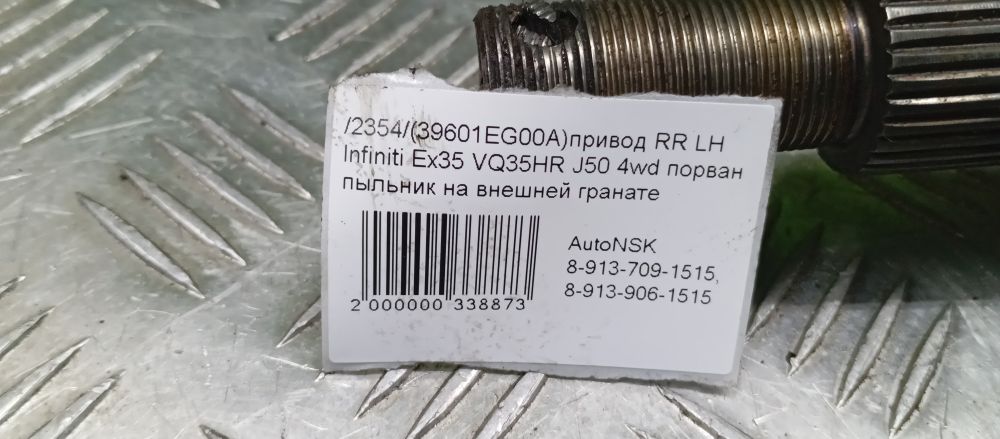 /2354/(39601EG00A)привод RR LH
Infiniti Ex35 VQ35HR J50 4wd порван
пыльник на внешней гранате
AutoNSK
8-913-709-1515,
8-913-906-1515
2 000000 338873